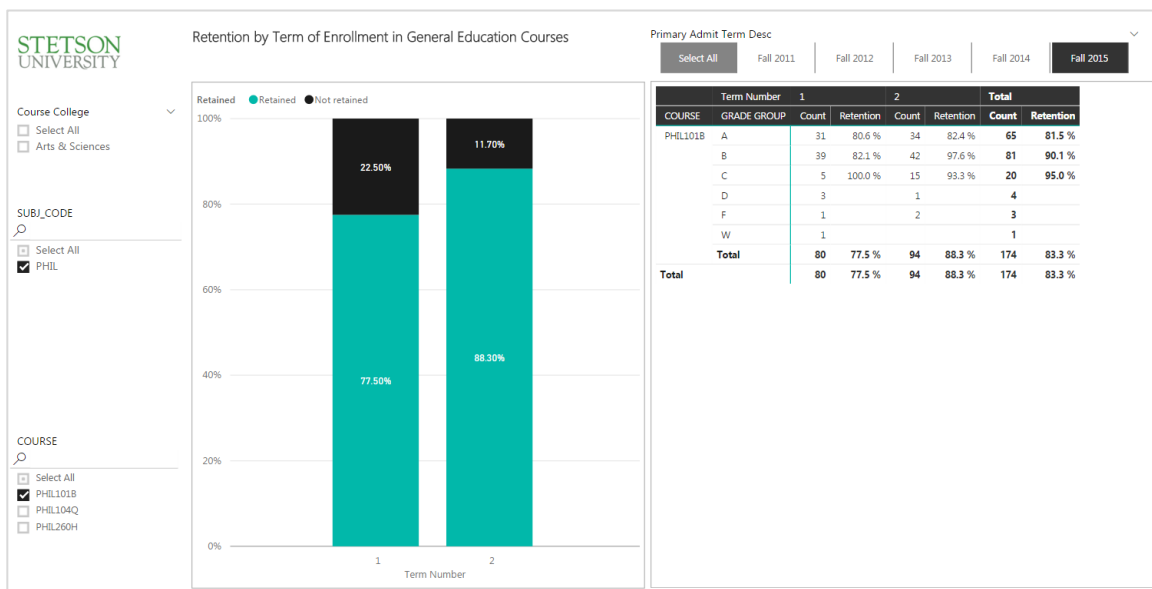 STETSON
UNIVERSITY
Retention by Term of Enrollment in General Education Courses
Primary Admit Term Desc
Select All Fall 2011 Fall 2012 Fall 2013 Fall 2014 Fall 2015
Course College
Select All
Arts & Sciences
SUBJ_CODE
Select All
PHIL
COURSE
Select All
PHIL101B
PHIL104Q
PHIL260H
Retained Retained Not retained
100%
80%
60%
40%
20%
0%
22.50%
11.70%
77.50%
88.30%
1 2
Term Number
Term Number 1 2 Total
COURSE GRADE GROUP Count Retention Count Retention Count Retention
PHIL101B A 31 80.6 % 34 82.4 % 65 81.5 %
B 39 82.1 % 42 97.6 % 81 90.1 %
C 5 100.0 % 15 93.3 % 20 95.0 %
D 3 1 4
F 1 2 3
W 1 1
Total 80 77.5 % 94 88.3 % 174 83.3 %
Total 80 77.5 % 94 88.3 % 174 83.3 %